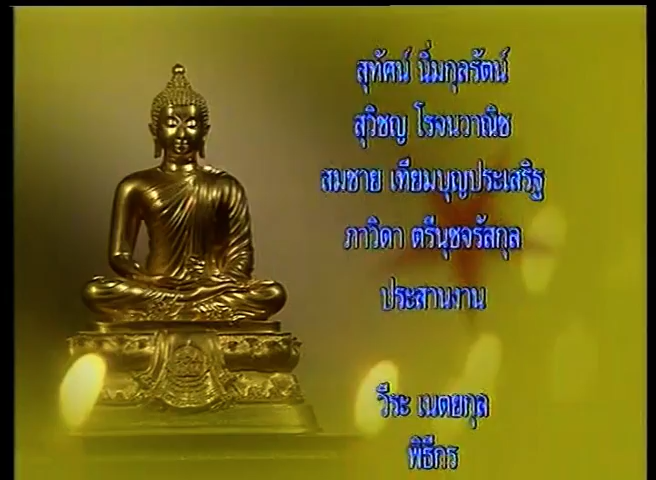 สุทัศน์ นิ่มกุลรัตน์
สุวิชญ โรจนวาณิช
สมชาย เทียมบุญประเสริฐ
ภาวิดา ตรีนุชจรัสกุล
ประสานงาน
วีระ เนตยกุล
พิธีกร